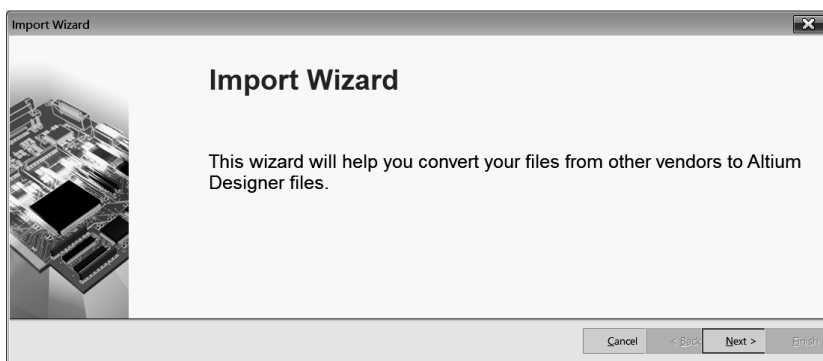 Import Wizard
Import Wizard
This wizard will help you convert your files from other vendors to Altium
Designer files.
Cancel < Back Next > Finish